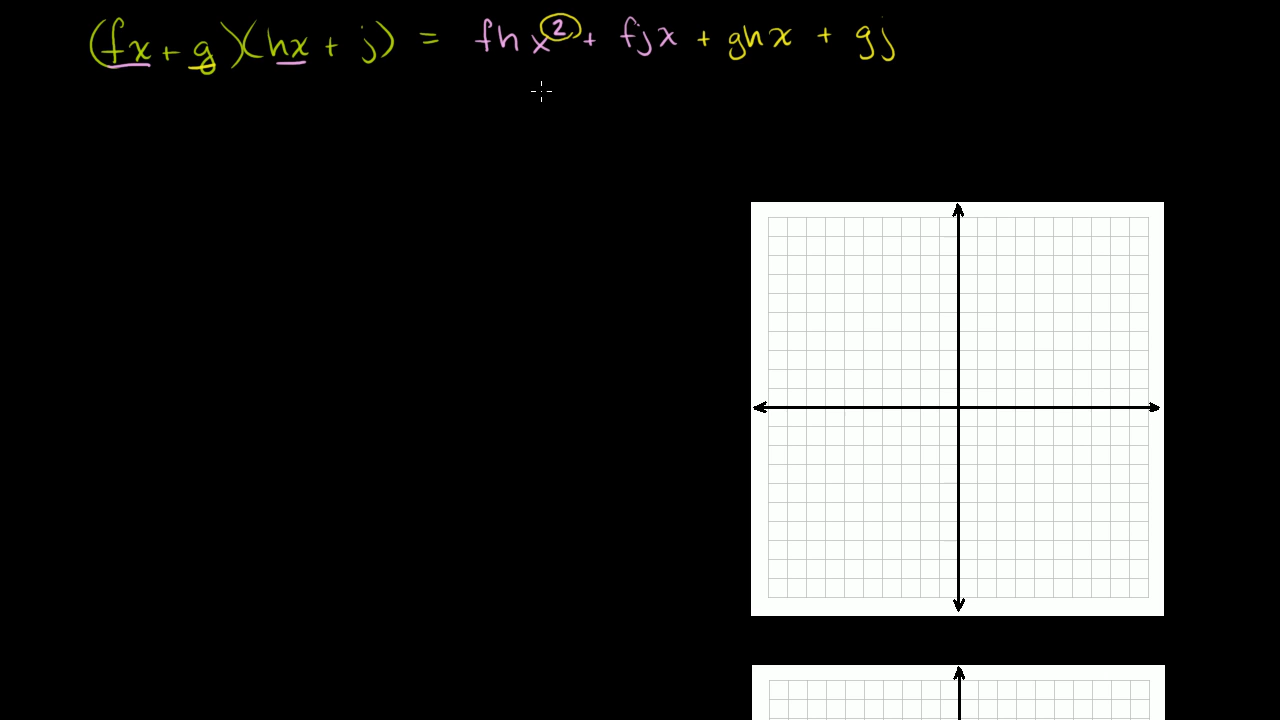 (fx + g)(hx + j) = fhx² + fjx + ghx + gj